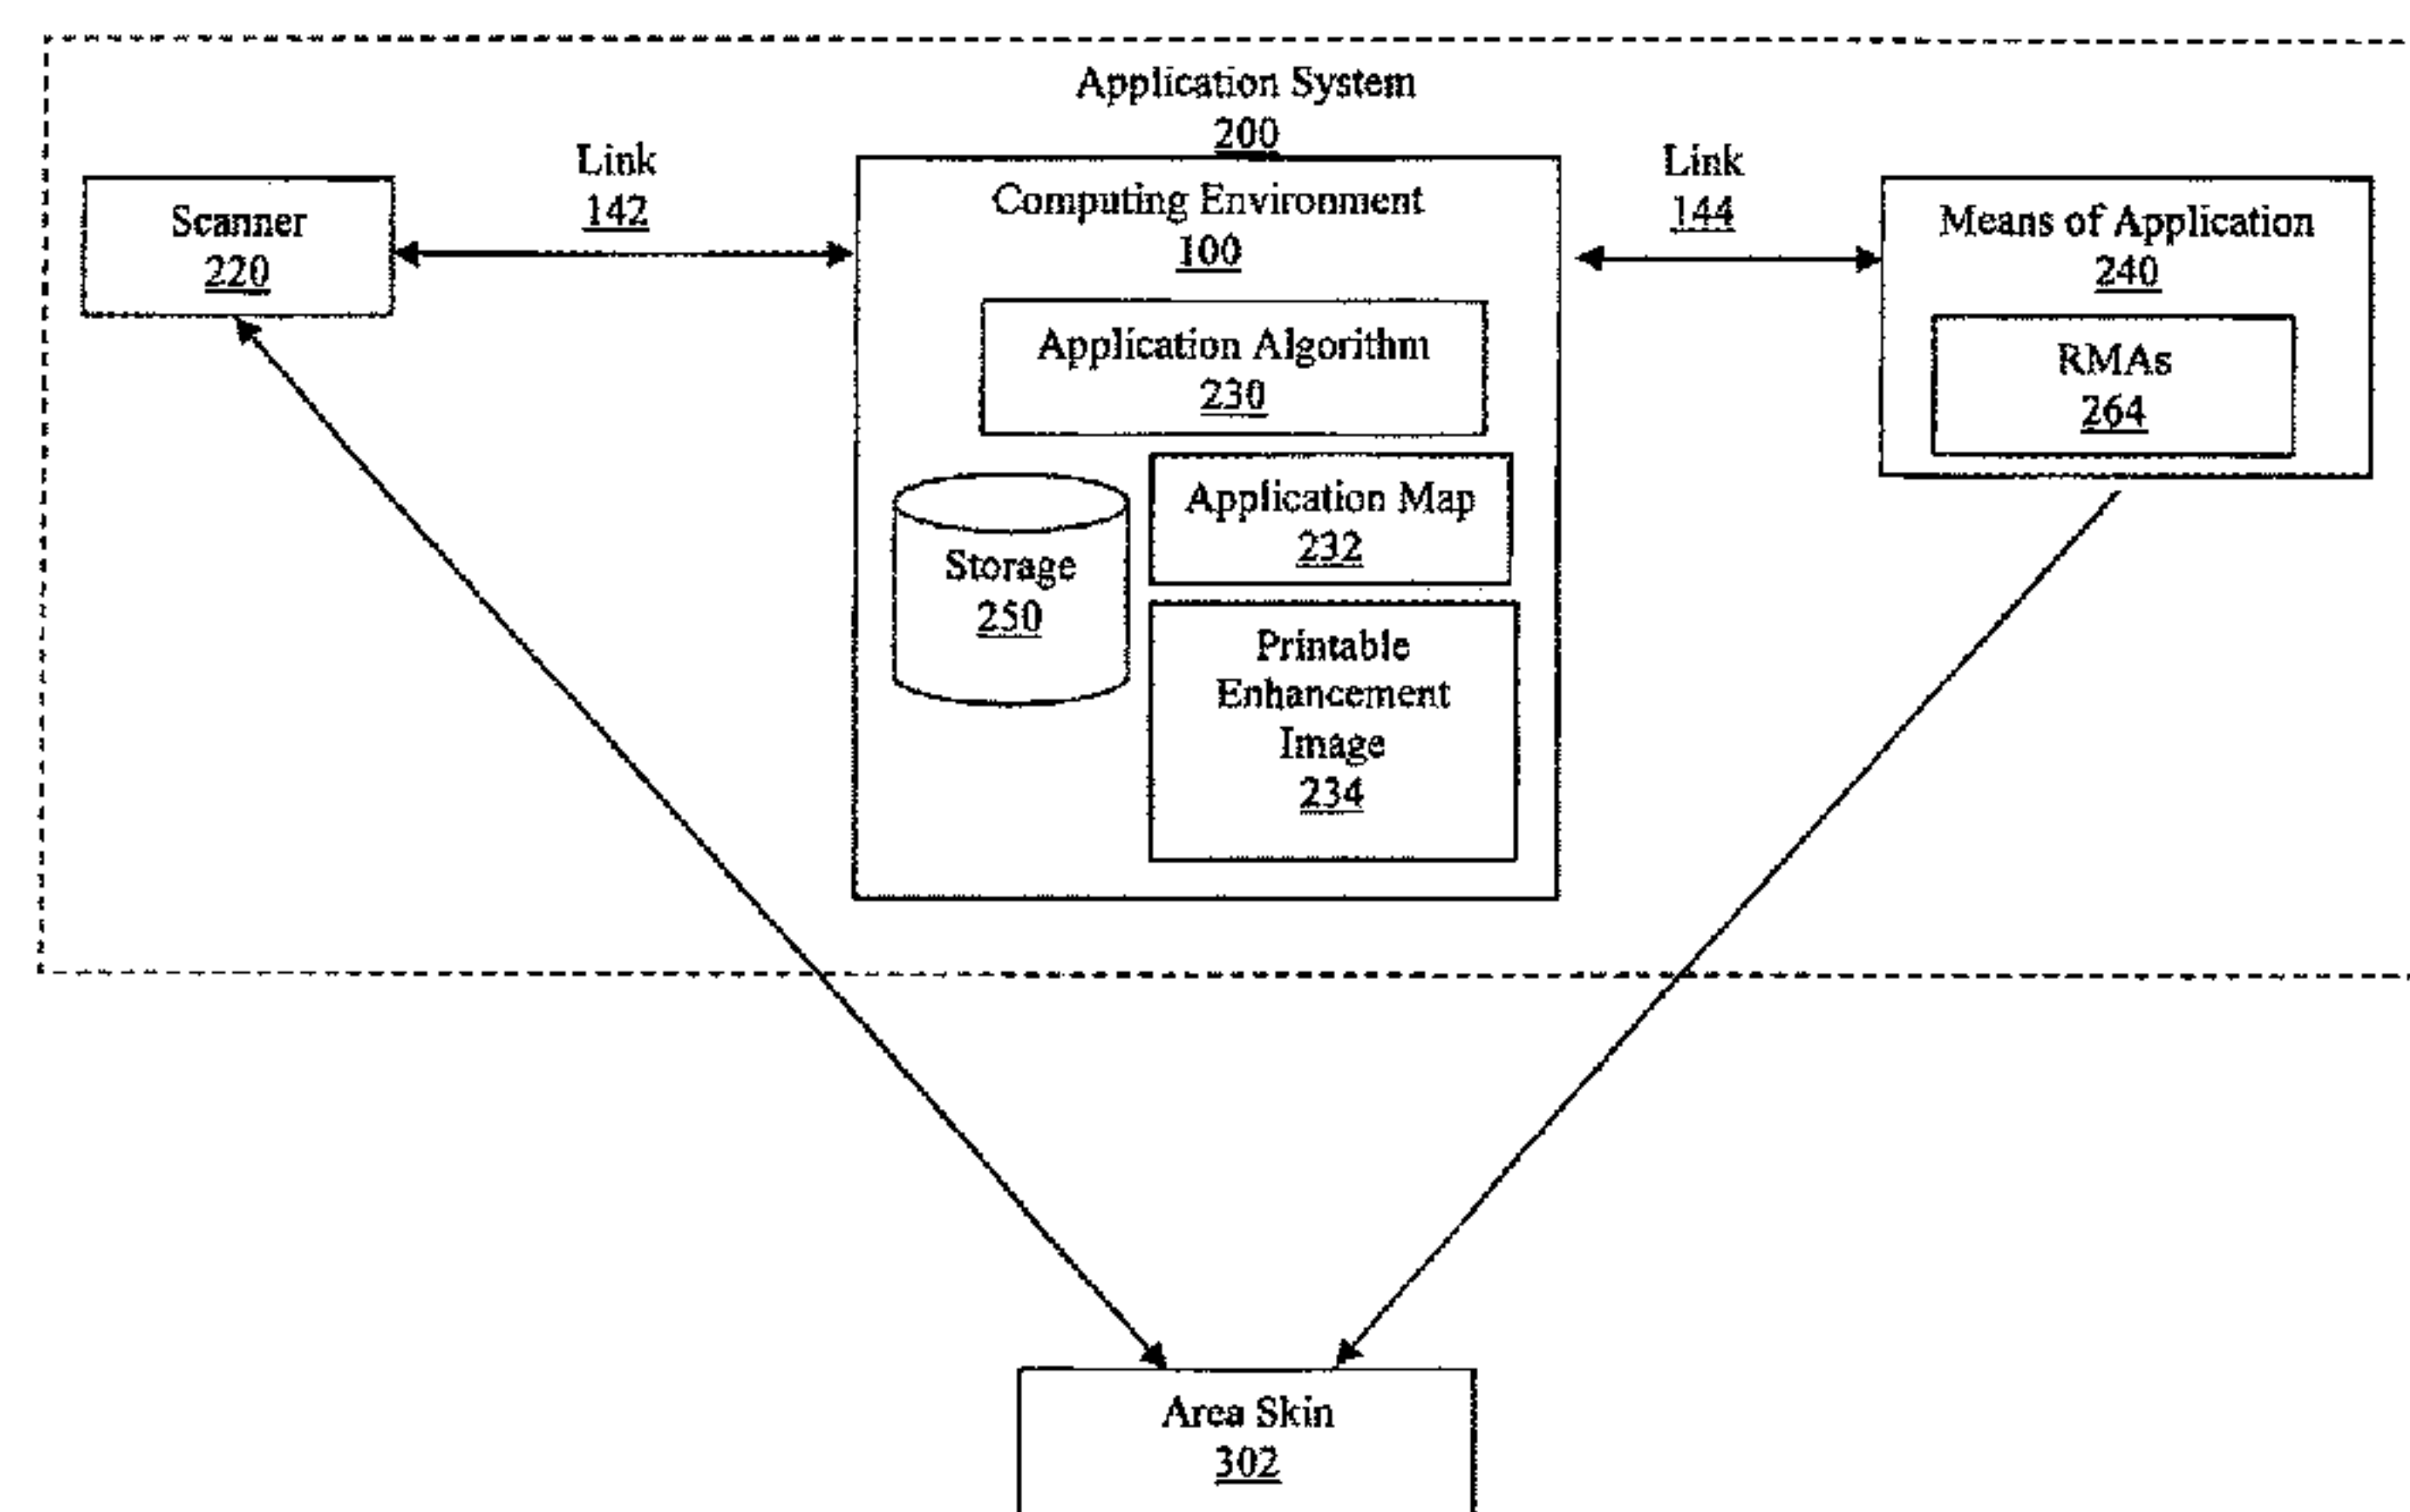 Application System
200
Link
142
Link
144
Scanner
220
Computing Environment
100
Means of Application
240
Application Algorithm
230
RMAs
264
Application Map
232
Storage
250
Printable
Enhancement
Image
234
Area Skin
302